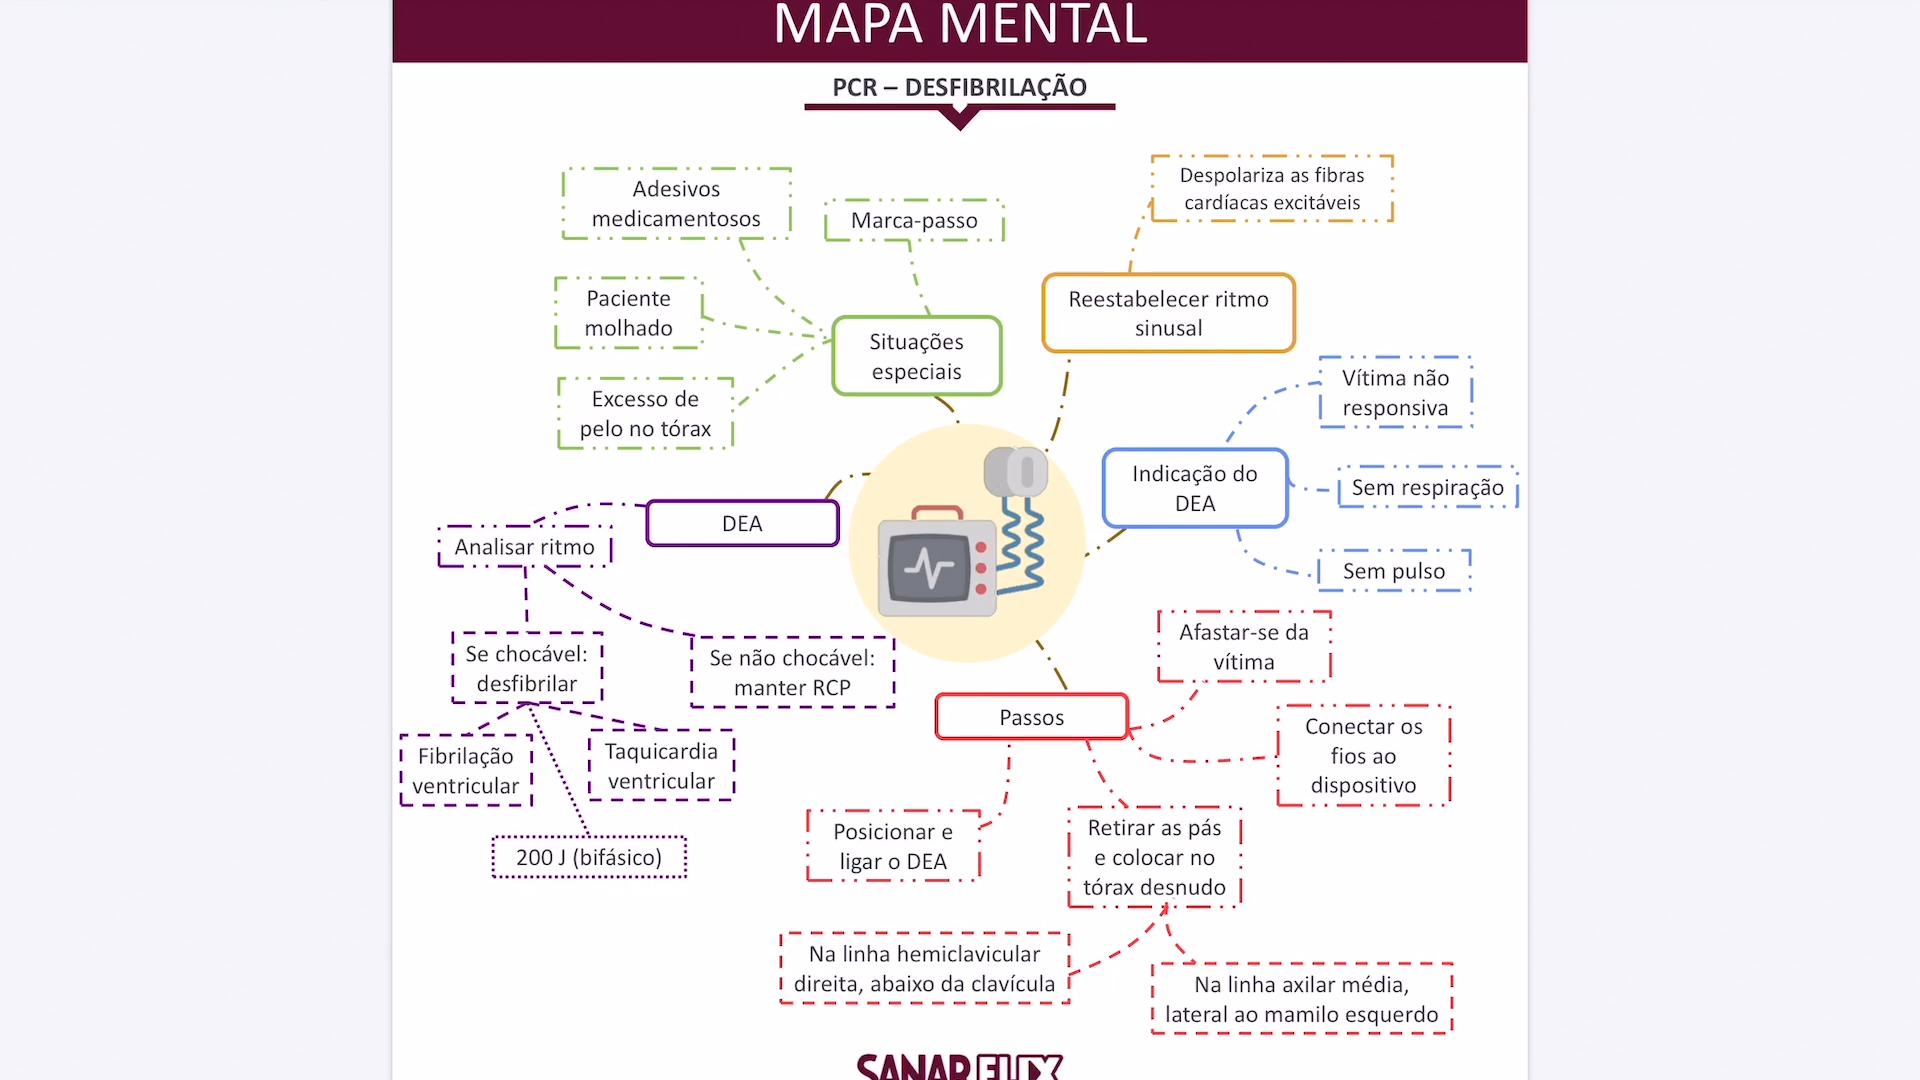 MAPA MENTAL
PCR – DESFIBRILAÇÃO
Adesivos
medicamentosos
Marca-passo
Despolariza as fibras
cardíacas excitáveis
Paciente
molhado
Reestabelecer ritmo
sinusal
Situações
especiais
Excesso de
pelo no tórax
Vítima não
responsiva
Indicação do
DEA
Sem respiração
Sem pulso
DEA
Analisar ritmo
Se chocável:
desfibrilar
Se não chocável:
manter RCP
Fibrilação
ventricular
Taquicardia
ventricular
200 J (bifásico)
Passos
Afastar-se da
vítima
Conectar os
fios ao
dispositivo
Posicionar e
ligar o DEA
Retirar as pás
e colocar no
tórax desnudo
Na linha hemiclavicular
direita, abaixo da clavícula
Na linha axilar média,
lateral ao mamilo esquerdo
SANARFLIX